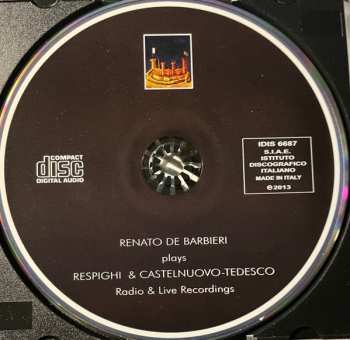 COMPACT
disc
DIGITAL AUDIO
IDIS 6687
S.I.A.E.
ISTITUTO
DISCOGRAFICO
ITALIANO
MADE IN ITALY
℗2013
RENATO DE BARBIERI
plays
RESPIGHI & CASTELNUOVO-TEDESCO
Radio & Live Recordings